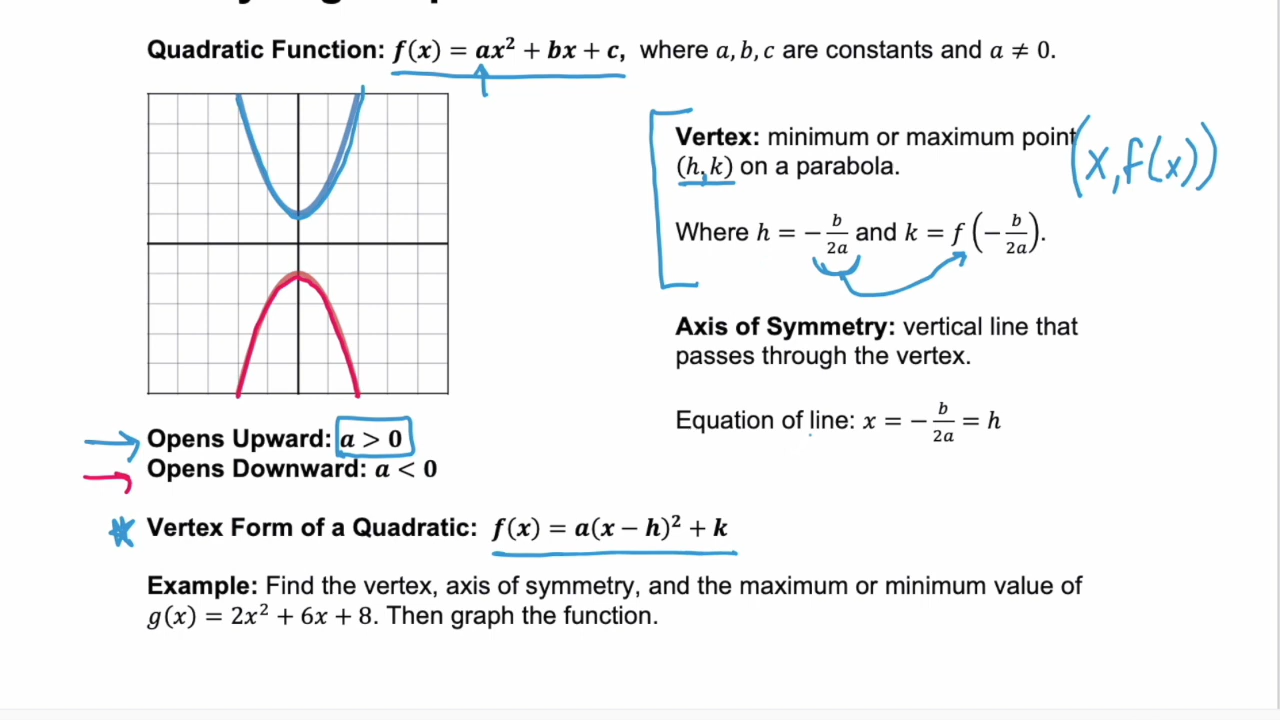 Quadratic Function: f(x) = ax² + bx + c, where a, b, c are constants and a ≠ 0.
Vertex: minimum or maximum point
(h, k) on a parabola.
(x, f(x))
Where h = −b/2a and k = f(−b/2a).
Axis of Symmetry: vertical line that
passes through the vertex.
Equation of line: x = −b/2a = h
Opens Upward: a > 0
Opens Downward: a < 0
Vertex Form of a Quadratic: f(x) = a(x − h)² + k
Example: Find the vertex, axis of symmetry, and the maximum or minimum value of
g(x) = 2x² + 6x + 8. Then graph the function.